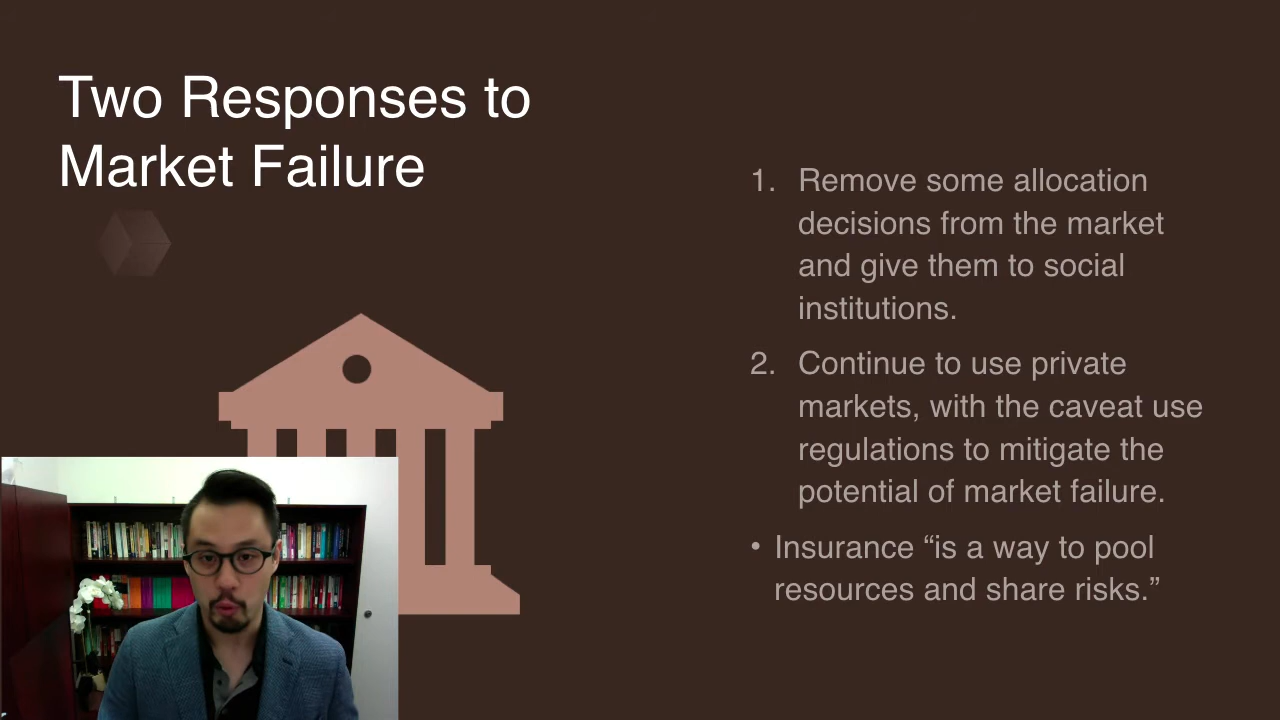 Two Responses to
Market Failure
1. Remove some allocation
decisions from the market
and give them to social
institutions.
2. Continue to use private
markets, with the caveat use
regulations to mitigate the
potential of market failure.
• Insurance “is a way to pool
resources and share risks.”